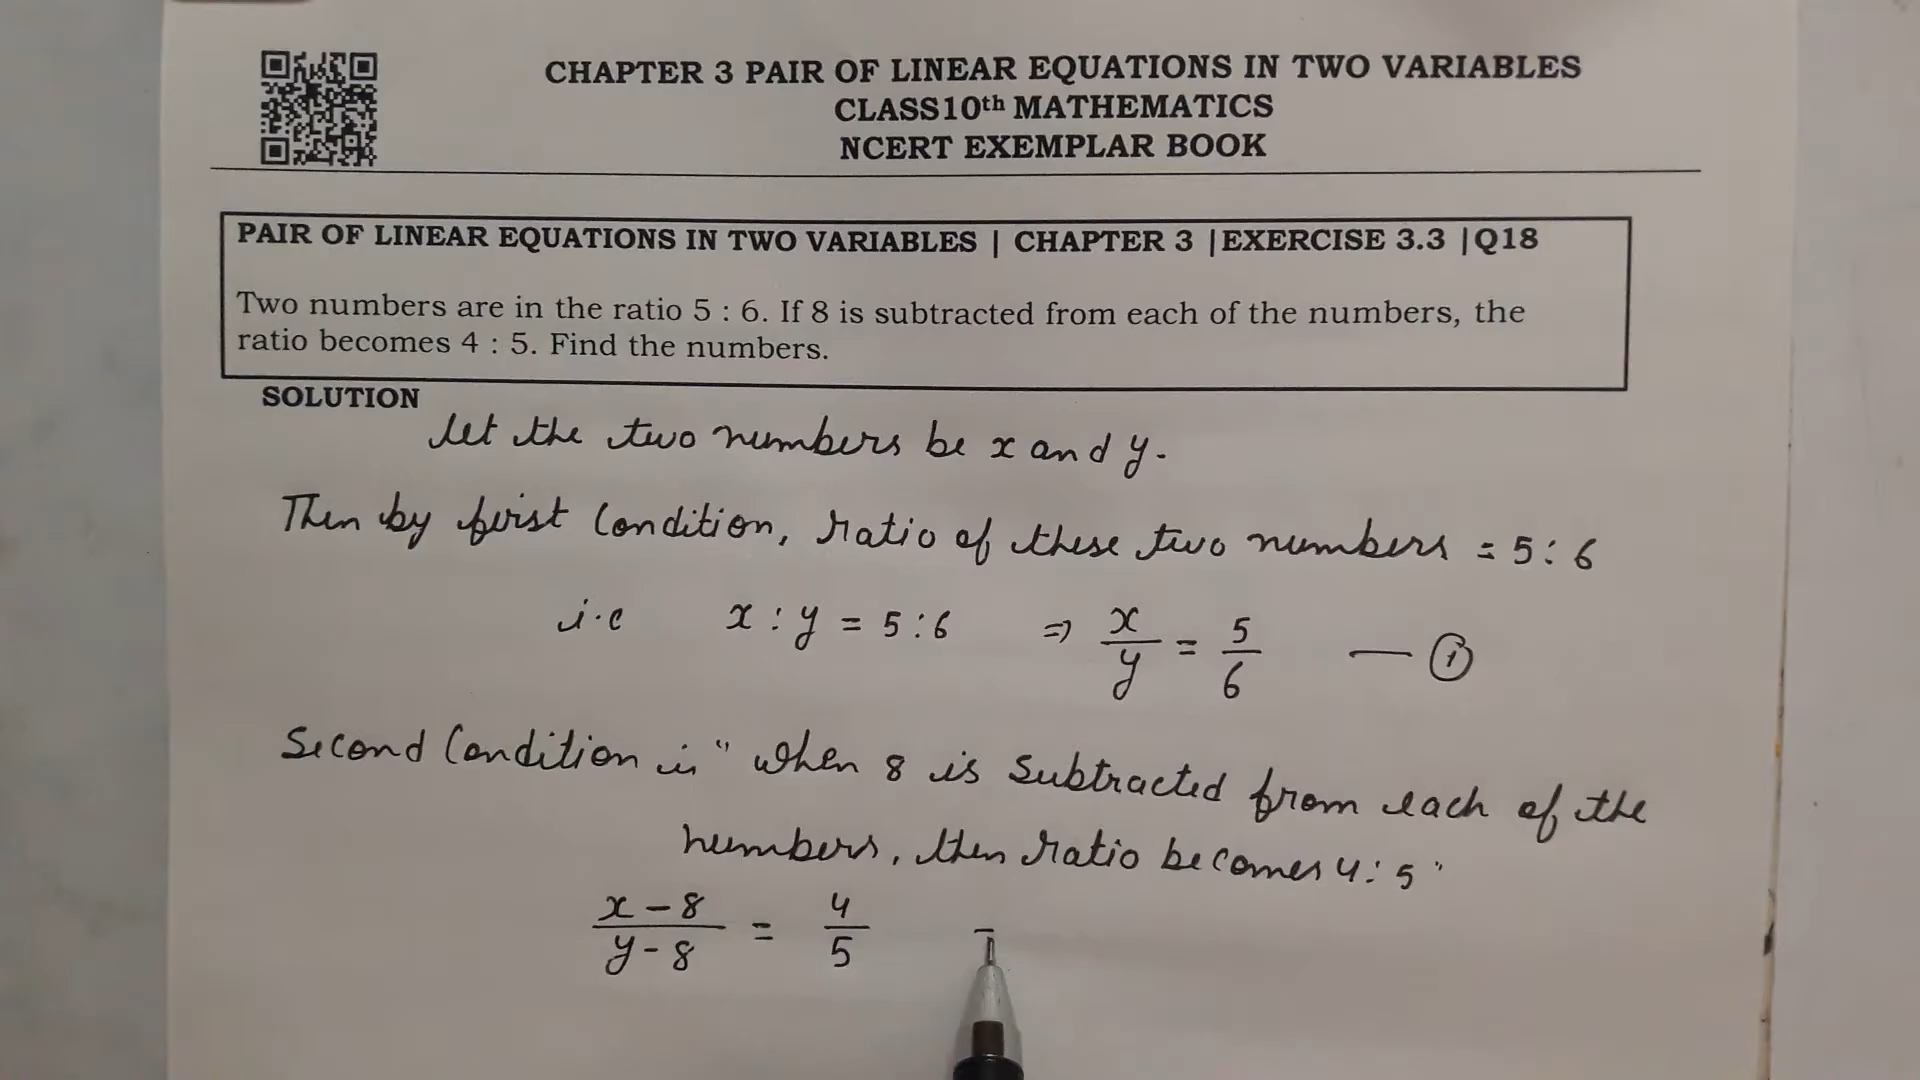 CHAPTER 3 PAIR OF LINEAR EQUATIONS IN TWO VARIABLES
CLASS10th MATHEMATICS
NCERT EXEMPLAR BOOK
PAIR OF LINEAR EQUATIONS IN TWO VARIABLES | CHAPTER 3 |EXERCISE 3.3 |Q18
Two numbers are in the ratio 5 : 6. If 8 is subtracted from each of the numbers, the
ratio becomes 4 : 5. Find the numbers.
SOLUTION
Let the two numbers be x and y.
Then by first Condition, ratio of these two numbers = 5:6
i.e x : y = 5:6 ⇒ x/y = 5/6 — ①
Second Condition is "when 8 is Subtracted from each of the
numbers, then ratio becomes 4:5"
x-8/y-8 = 4/5